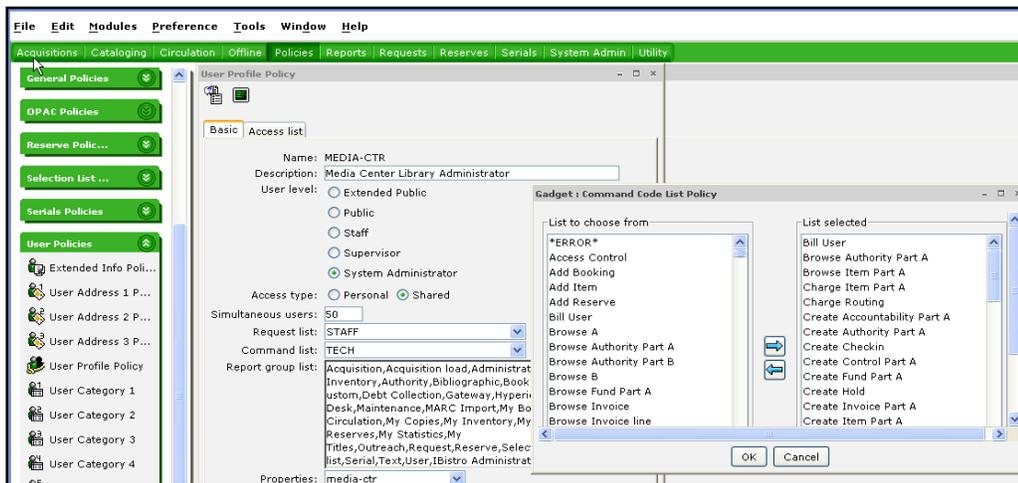 File Edit Modules Preference Tools Window Help
Acquisitions Cataloging Circulation Offline Policies Reports Requests Reserves Serials System Admin Utility
General Policies
OPAC Policies
Reserve Polic...
Selection List ...
Serials Policies
User Policies
Extended Info Poli...
User Address 1 P...
User Address 2 P...
User Address 3 P...
User Profile Policy
User Category 1
User Category 2
User Category 3
User Category 4
User Profile Policy
Basic Access list
Name: MEDIA-CTR
Description: Media Center Library Administrator
User level: Extended Public
Public
Staff
Supervisor
System Administrator
Access type: Personal Shared
Simultaneous users: 50
Request list: STAFF
Command list: TECH
Report group list: Acquisition,Acquisition load,Administrat
Inventory,Authority,Bibliographic,Book
ustom,Debt Collection,Gateway,Hyperi
Desk,Maintenance,MARC Import,My Bo
Circulation,My Copies,My Inventory,My
Reserves,My Statistics,My
Titles,Outreach,Request,Reserve,Selec
list,Serial,Text,User,IBistro Administrat
Properties: media-ctr
Gadget : Command Code List Policy
List to choose from
*ERROR*
Access Control
Add Booking
Add Item
Add Reserve
Bill User
Browse A
Browse Authority Part A
Browse Authority Part B
Browse B
Browse Fund Part A
Browse Invoice
Browse Invoice line
List selected
Bill User
Browse Authority Part A
Browse Item Part A
Charge Item Part A
Charge Routing
Create Accountability Part A
Create Authority Part A
Create Checkin
Create Control Part A
Create Fund Part A
Create Hold
Create Invoice Part A
Create Item Part A
OK Cancel